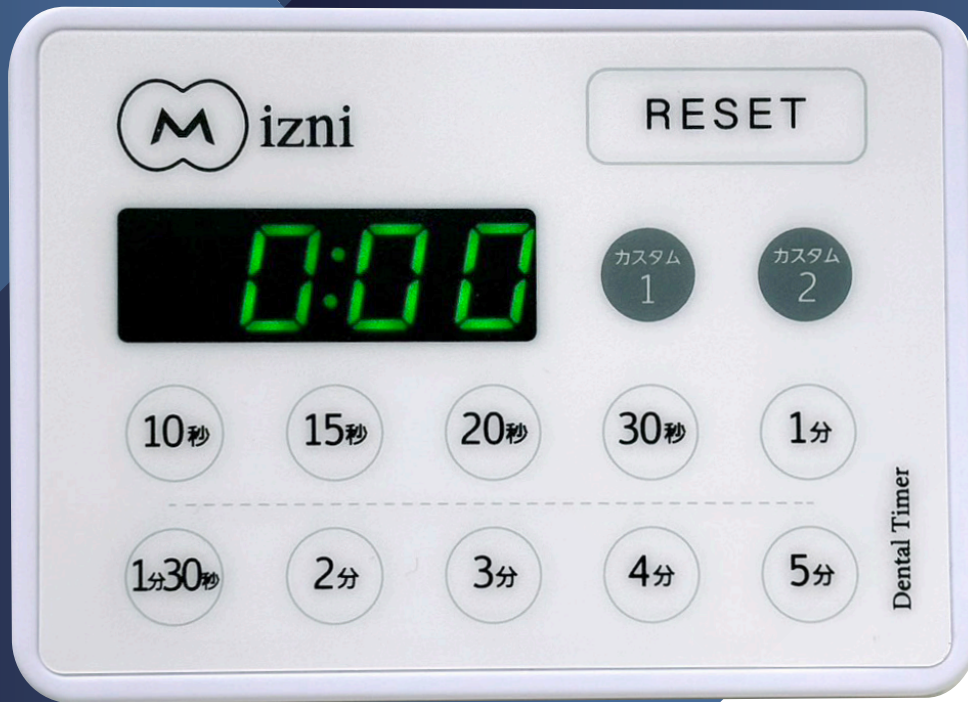 M izni
RESET
0:00
カスタム
1
カスタム
2
10秒
15秒
20秒
30秒
1分
1分30秒
2分
3分
4分
5分
Dental Timer